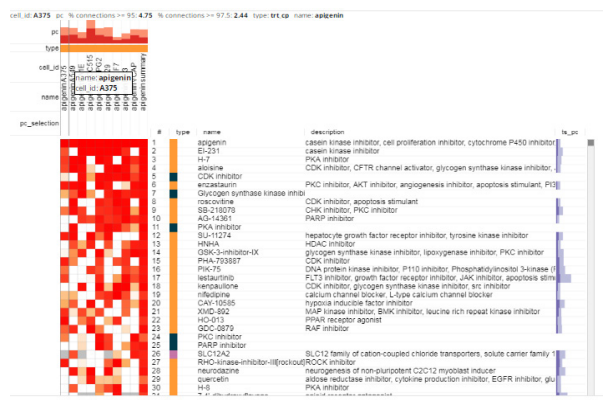 cell_id: A375 pc % connections >= 95: 4.75 % connections >= 97.5: 2.44 type: trt_cp name: apigenin
pc
type
cell_id
name
pc_selection
name: apigenin
cell_id: A375
# type name description ts_pc
1 apigenin casein kinase inhibitor, cell proliferation inhibitor, cytochrome P450 inhibitor,
2 EI-231 casein kinase inhibitor
3 H-7 PKA inhibitor
4 aloisine CDK inhibitor, CFTR channel activator, glycogen synthase kinase inhibitor,
5 CDK inhibitor
6 enzastaurin PKC inhibitor, AKT inhibitor, angiogenesis inhibitor, apoptosis stimulant, PI3
7 Glycogen synthase kinase inhibi
8 roscovitine CDK inhibitor, apoptosis stimulant
9 SB-218078 CHK inhibitor, PKC inhibitor
10 AG-14361 PARP inhibitor
11 PKA inhibitor
12 SU-11274 hepatocyte growth factor receptor inhibitor, tyrosine kinase inhibitor
13 HNHA HDAC inhibitor
14 GSK-3-inhibitor-IX glycogen synthase kinase inhibitor, lipoxygenase inhibitor, PKC inhibitor
15 PHA-793887 CDK inhibitor
16 PIK-75 DNA protein kinase inhibitor, P110 inhibitor, Phosphatidylinositol 3-kinase (
17 lestaurtinib FLT3 inhibitor, growth factor receptor inhibitor, JAK inhibitor, apoptosis stim
18 kenpaullone CDK inhibitor, glycogen synthase kinase inhibitor, src inhibitor
19 nifedipine calcium channel blocker, L-type calcium channel blocker
20 CAY-10585 hypoxia inducible factor inhibitor
21 XMD-892 MAP kinase inhibitor, BMK inhibitor, leucine rich repeat kinase inhibitor
22 HO-013 PPAR receptor agonist
23 GDC-0879 RAF inhibitor
24 PKC inhibitor
25 PARP inhibitor
26 SLC12A2 SLC12 family of cation-coupled chloride transporters, solute carrier family 1
27 RHO-kinase-inhibitor-III[rockout] ROCK inhibitor
28 neurodazine neurogenesis of non-pluripotent C2C12 myoblast inducer
29 quercetin aldose reductase inhibitor, cytokine production inhibitor, EGFR inhibitor, glu
30 H-8 PKA inhibitor